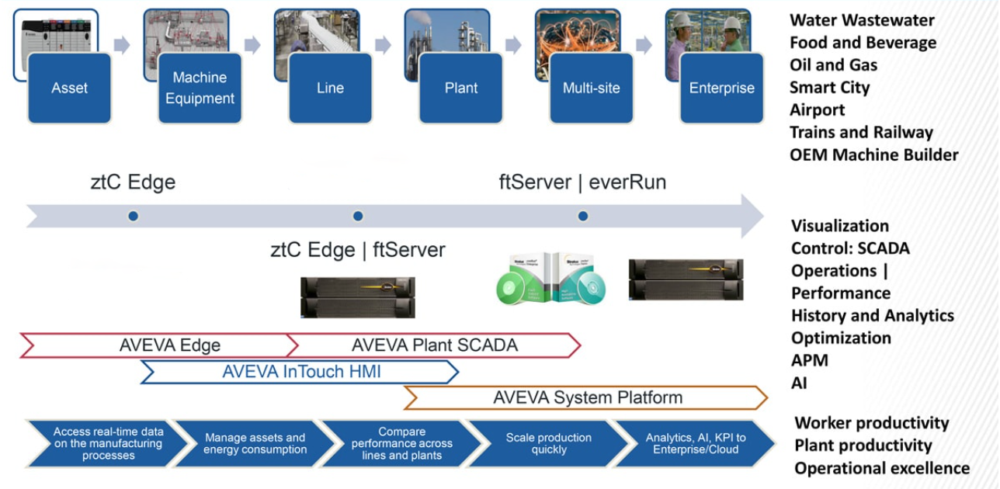 Asset
Machine
Equipment
Line
Plant
Multi-site
Enterprise
Water Wastewater
Food and Beverage
Oil and Gas
Smart City
Airport
Trains and Railway
OEM Machine Builder
ztC Edge
ftServer | everRun
ztC Edge | ftServer
Visualization
Control: SCADA
Operations |
Performance
History and Analytics
Optimization
APM
AI
AVEVA Edge
AVEVA Plant SCADA
AVEVA InTouch HMI
AVEVA System Platform
Access real-time data
on the manufacturing
processes
Manage assets and
energy consumption
Compare
performance across
lines and plants
Scale production
quickly
Analytics, AI, KPI to
Enterprise/Cloud
Worker productivity
Plant productivity
Operational excellence